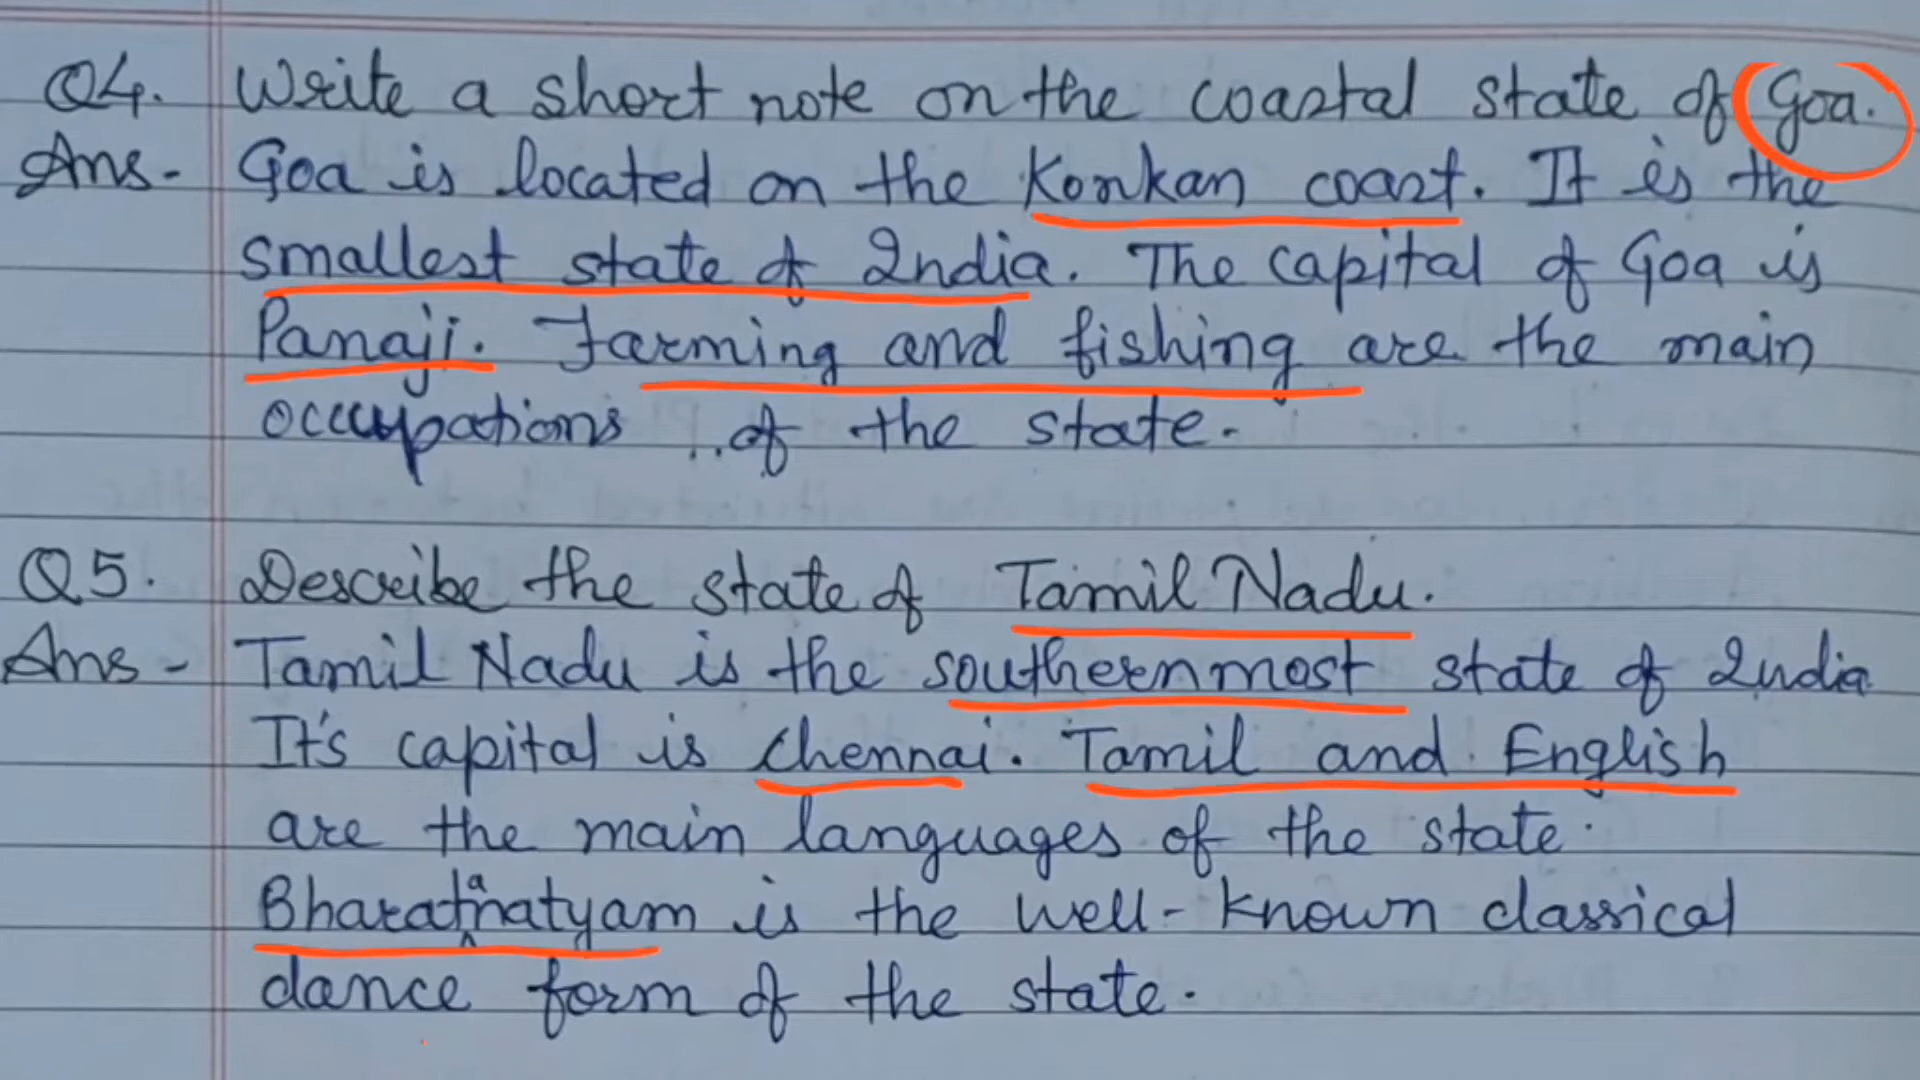 Q4. Write a short note on the coastal state of Goa.
Ans- Goa is located on the Konkan coast. It is the
smallest state of India. The capital of Goa is
Panaji. Farming and fishing are the main
occupations of the state.
Q5. Describe the state of Tamil Nadu.
Ans- Tamil Nadu is the southernmost state of India
It's capital is Chennai. Tamil and English
are the main languages of the state.
Bharatanatyam is the well-known classical
dance form of the state.